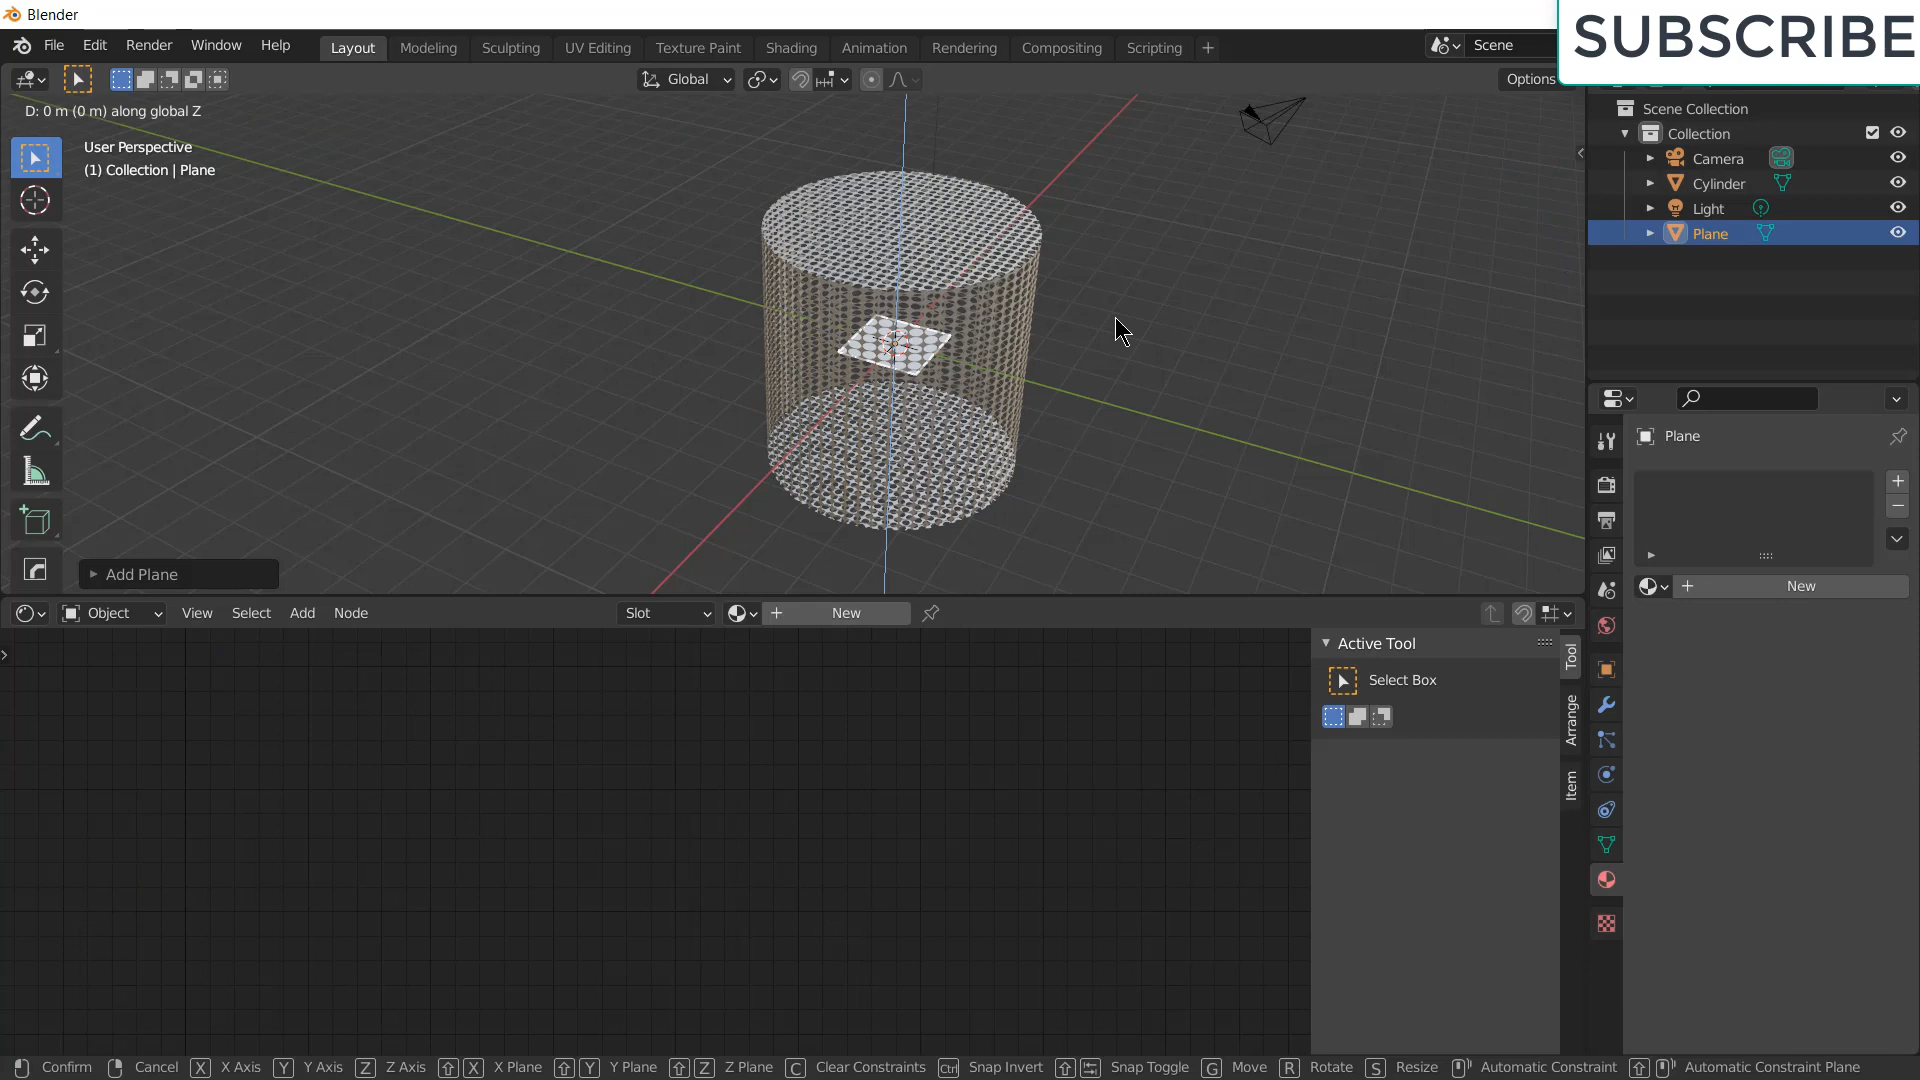 Blender
SUBSCRIBE
File Edit Render Window Help
Layout Modeling Sculpting UV Editing Texture Paint Shading Animation Rendering Compositing Scripting +
Scene
Global
Options
D: 0 m (0 m) along global Z
User Perspective
(1) Collection | Plane
Scene Collection
Collection
Camera
Cylinder
Light
Plane
Plane
New
Add Plane
Object View Select Add Node Slot New
Active Tool
Select Box
Tool
Arrange
Item
Confirm Cancel X X Axis Y Y Axis Z Z Axis X X Plane Y Y Plane Z Z Plane C Clear Constraints Ctrl Snap Invert Snap Toggle G Move R Rotate S Resize Automatic Constraint Automatic Constraint Plane